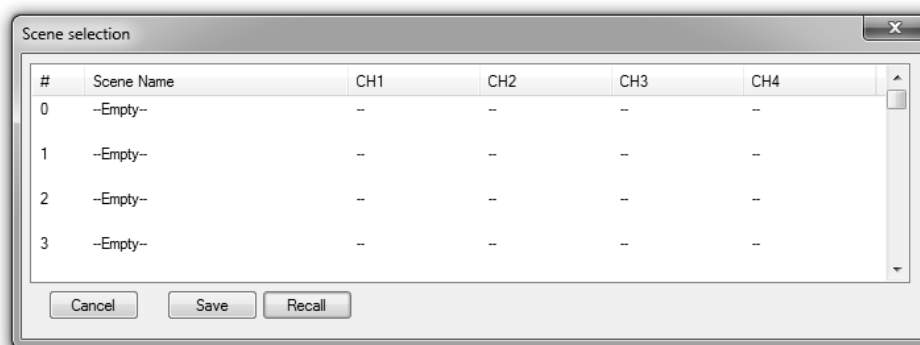 Scene selection
# Scene Name CH1 CH2 CH3 CH4
0 --Empty-- -- -- -- --
1 --Empty-- -- -- -- --
2 --Empty-- -- -- -- --
3 --Empty-- -- -- -- --
Cancel Save Recall